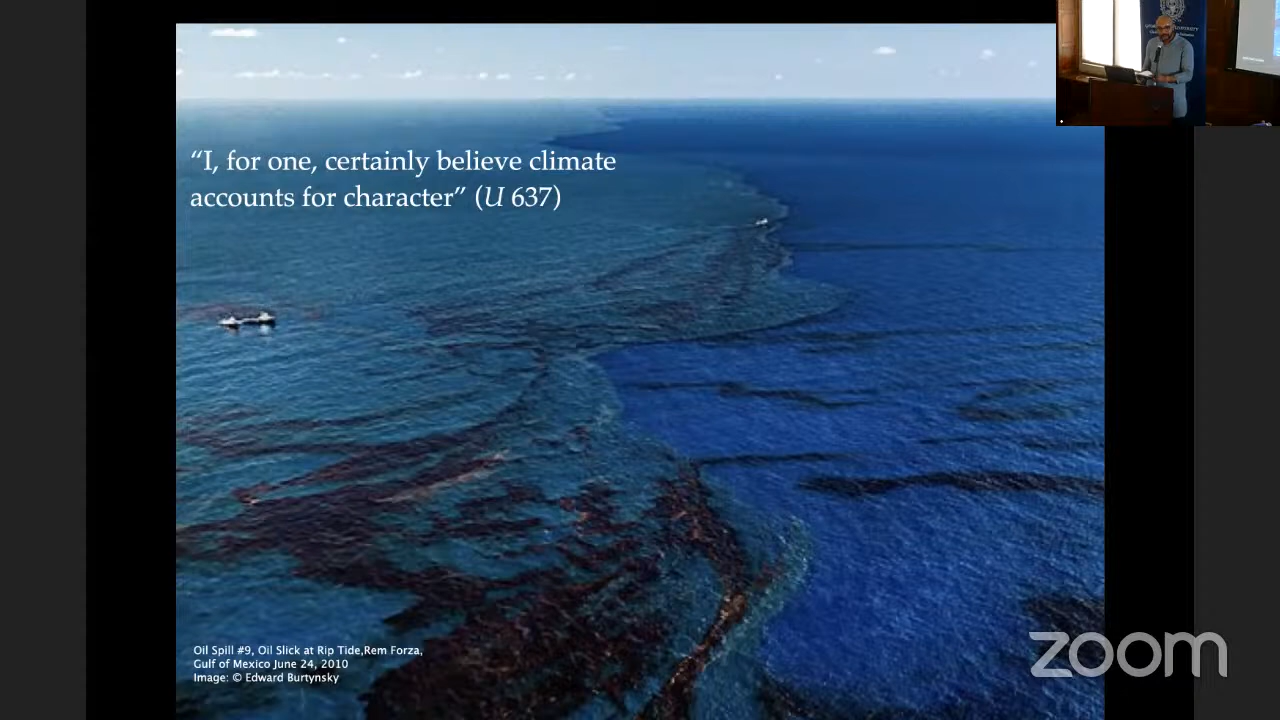 “I, for one, certainly believe climate
accounts for character” (U 637)
Oil Spill #9, Oil Slick at Rip Tide,Rem Forza,
Gulf of Mexico June 24, 2010
Image: © Edward Burtynsky
zoom